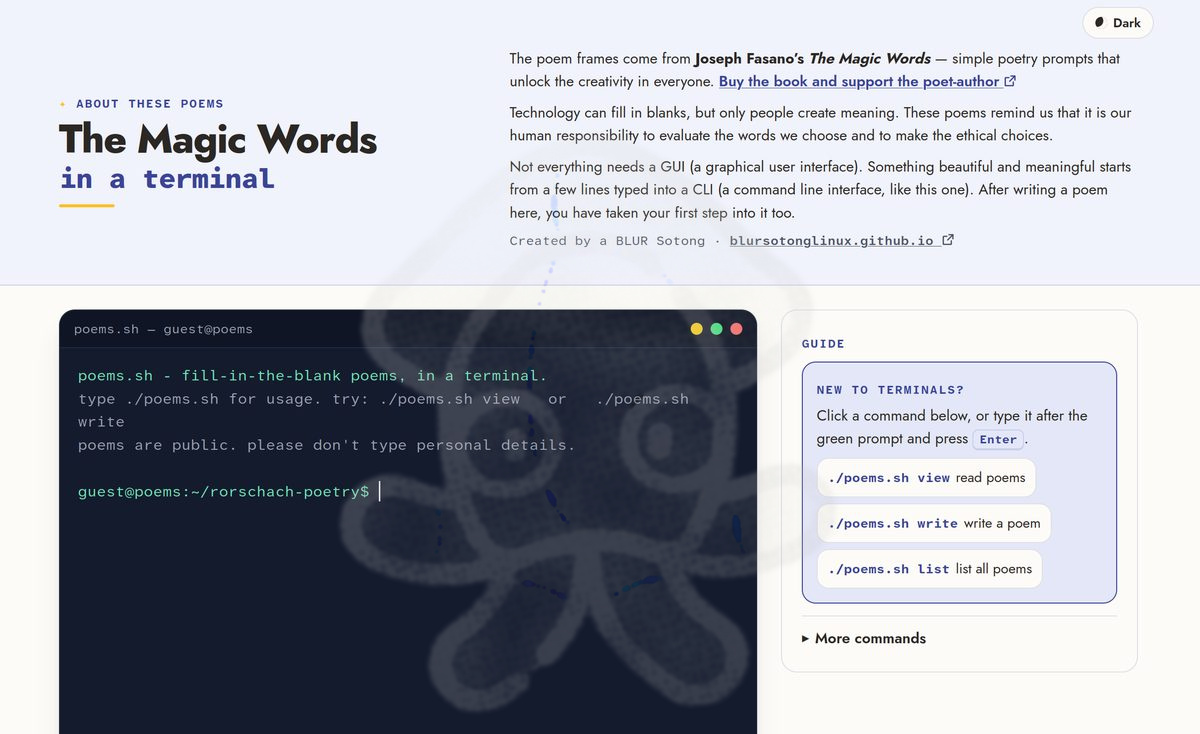 Dark
✦ ABOUT THESE POEMS
The Magic Words
in a terminal
The poem frames come from Joseph Fasano's The Magic Words — simple poetry prompts that
unlock the creativity in everyone. Buy the book and support the poet-author
Technology can fill in blanks, but only people create meaning. These poems remind us that it is our
human responsibility to evaluate the words we choose and to make the ethical choices.
Not everything needs a GUI (a graphical user interface). Something beautiful and meaningful starts
from a few lines typed into a CLI (a command line interface, like this one). After writing a poem
here, you have taken your first step into it too.
Created by a BLUR Sotong · blursotonglinux.github.io
poems.sh — guest@poems
poems.sh - fill-in-the-blank poems, in a terminal.
type ./poems.sh for usage. try: ./poems.sh view   or   ./poems.sh
write
poems are public. please don't type personal details.
guest@poems:~/rorschach-poetry$
GUIDE
NEW TO TERMINALS?
Click a command below, or type it after the
green prompt and press Enter.
./poems.sh view read poems
./poems.sh write write a poem
./poems.sh list list all poems
▸ More commands